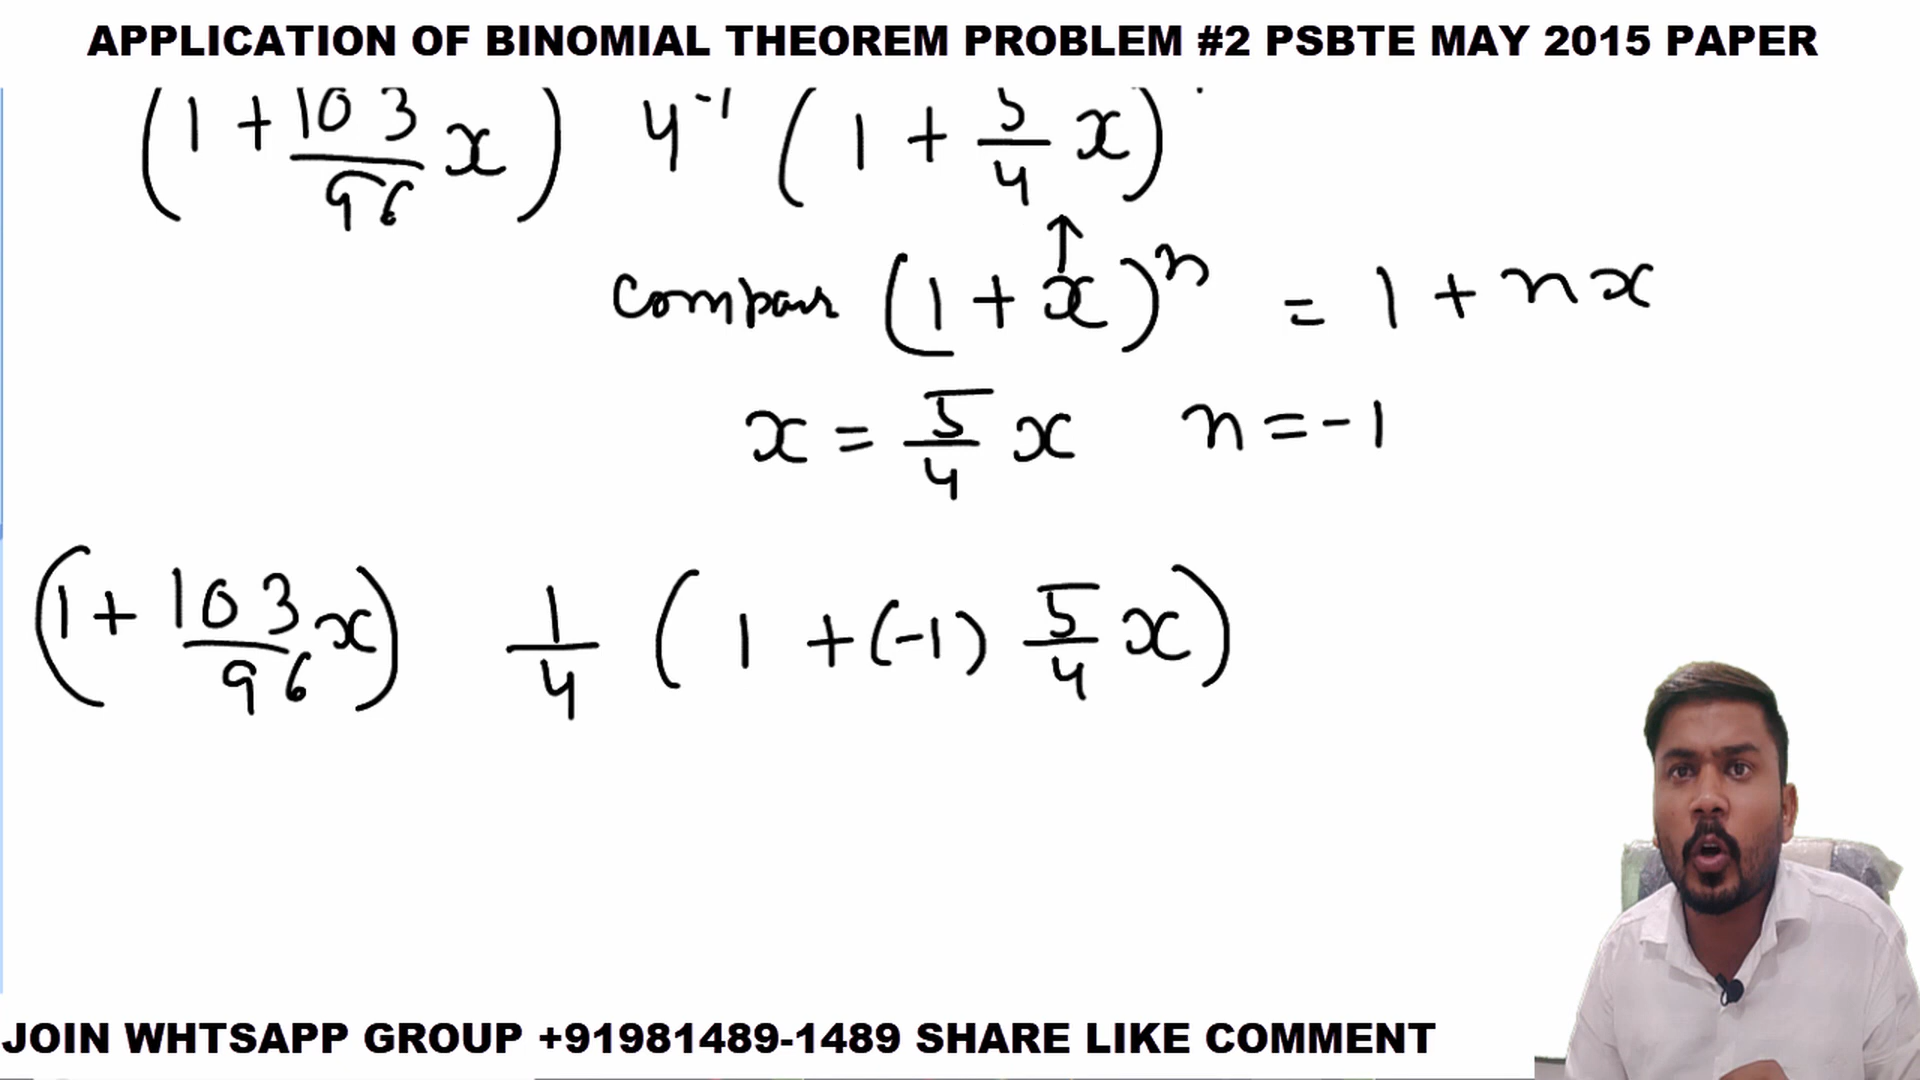 APPLICATION OF BINOMIAL THEOREM PROBLEM #2 PSBTE MAY 2015 PAPER
(1 + 103/96 x) 4⁻¹ (1 + 5/4 x)
compair (1 + x)ⁿ = 1 + nx
x = 5/4 x n = -1
(1 + 103/96 x) 1/4 (1 + (-1) 5/4 x)
JOIN WHTSAPP GROUP +91981489-1489 SHARE LIKE COMMENT